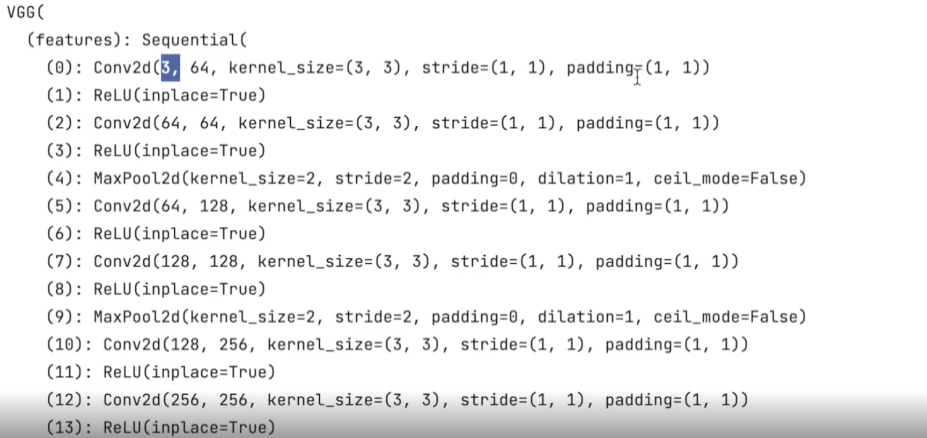 VGG(
(features): Sequential(
(0): Conv2d(3, 64, kernel_size=(3, 3), stride=(1, 1), padding=(1, 1))
(1): ReLU(inplace=True)
(2): Conv2d(64, 64, kernel_size=(3, 3), stride=(1, 1), padding=(1, 1))
(3): ReLU(inplace=True)
(4): MaxPool2d(kernel_size=2, stride=2, padding=0, dilation=1, ceil_mode=False)
(5): Conv2d(64, 128, kernel_size=(3, 3), stride=(1, 1), padding=(1, 1))
(6): ReLU(inplace=True)
(7): Conv2d(128, 128, kernel_size=(3, 3), stride=(1, 1), padding=(1, 1))
(8): ReLU(inplace=True)
(9): MaxPool2d(kernel_size=2, stride=2, padding=0, dilation=1, ceil_mode=False)
(10): Conv2d(128, 256, kernel_size=(3, 3), stride=(1, 1), padding=(1, 1))
(11): ReLU(inplace=True)
(12): Conv2d(256, 256, kernel_size=(3, 3), stride=(1, 1), padding=(1, 1))
(13): ReLU(inplace=True)